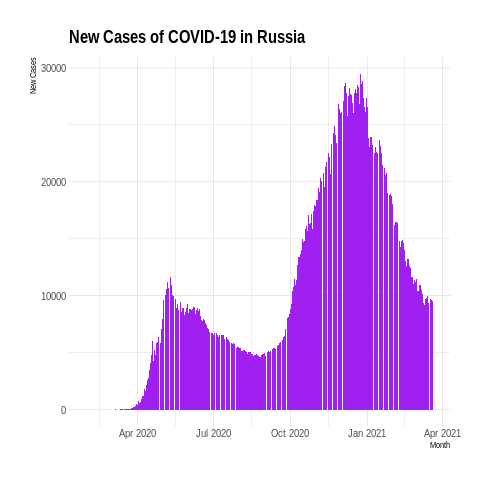 New Cases of COVID-19 in Russia
New Cases
30000
20000
10000
0
Apr 2020 Jul 2020 Oct 2020 Jan 2021 Apr 2021
Month